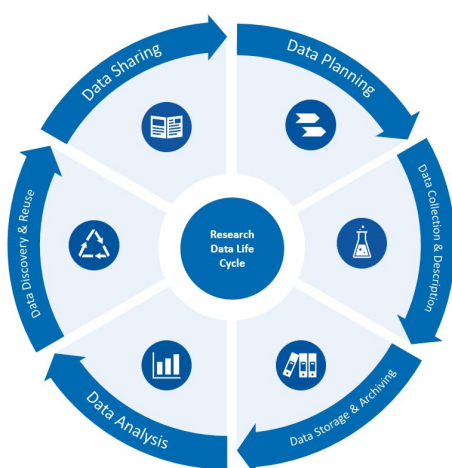 Data Sharing
Data Planning
Data Collection & Description
Data Storage & Archiving
Data Analysis
Data Discovery & Reuse
Research
Data Life
Cycle